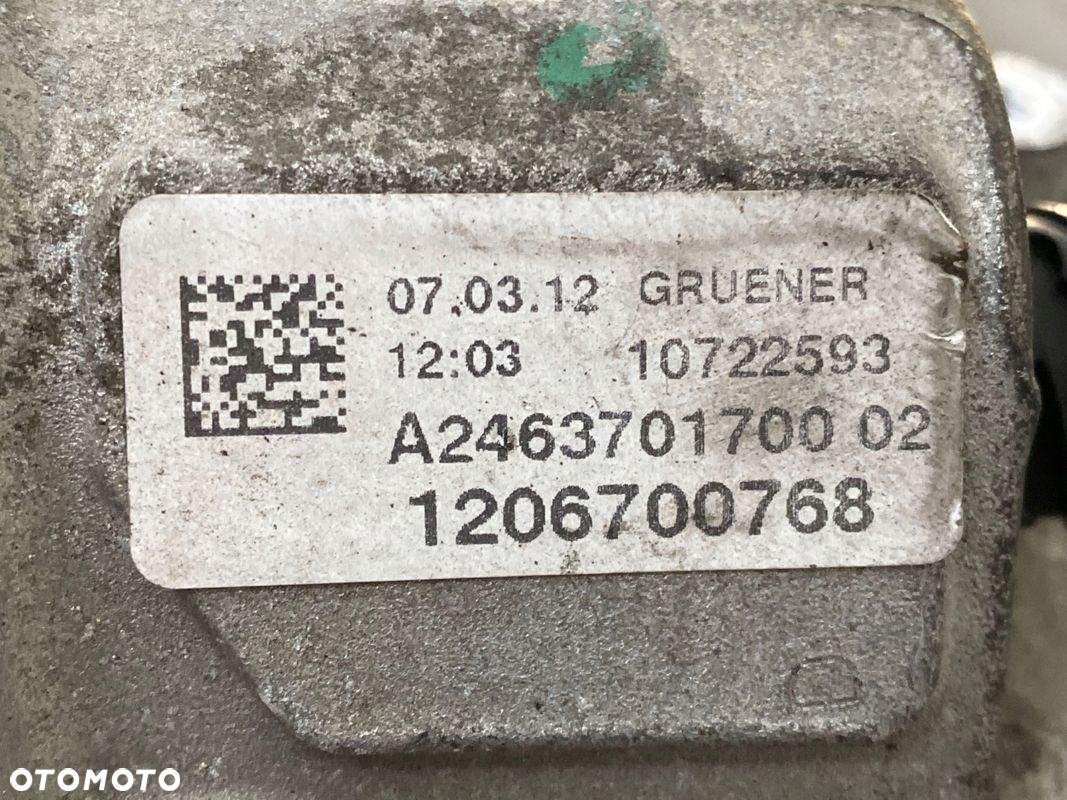 07.03.12 GRUENER
12:03 10722593
A2463701700 02
1206700768
D
OTOMOTO